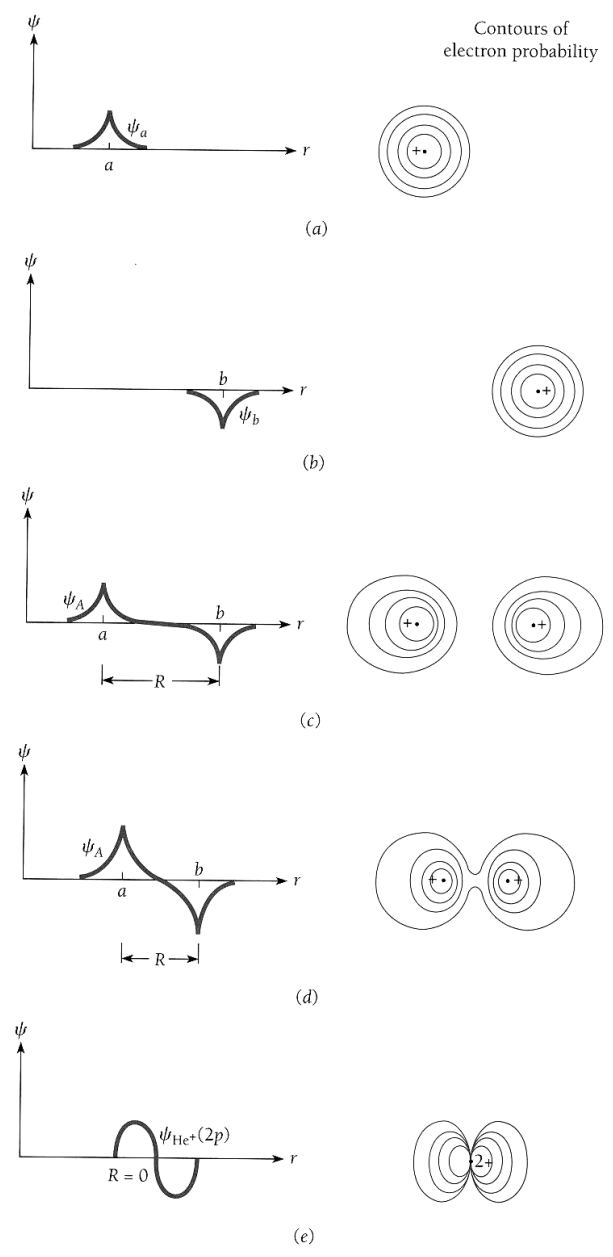 ψ
Contours of
electron probability
ψa
r
a
+
(a)
ψ
b
r
ψb
+
(b)
ψ
ψA
b
r
a
R
+
+
(c)
ψ
ψA
b
r
a
R
+
+
(d)
ψ
ψHe+(2p)
r
R = 0
2+
(e)